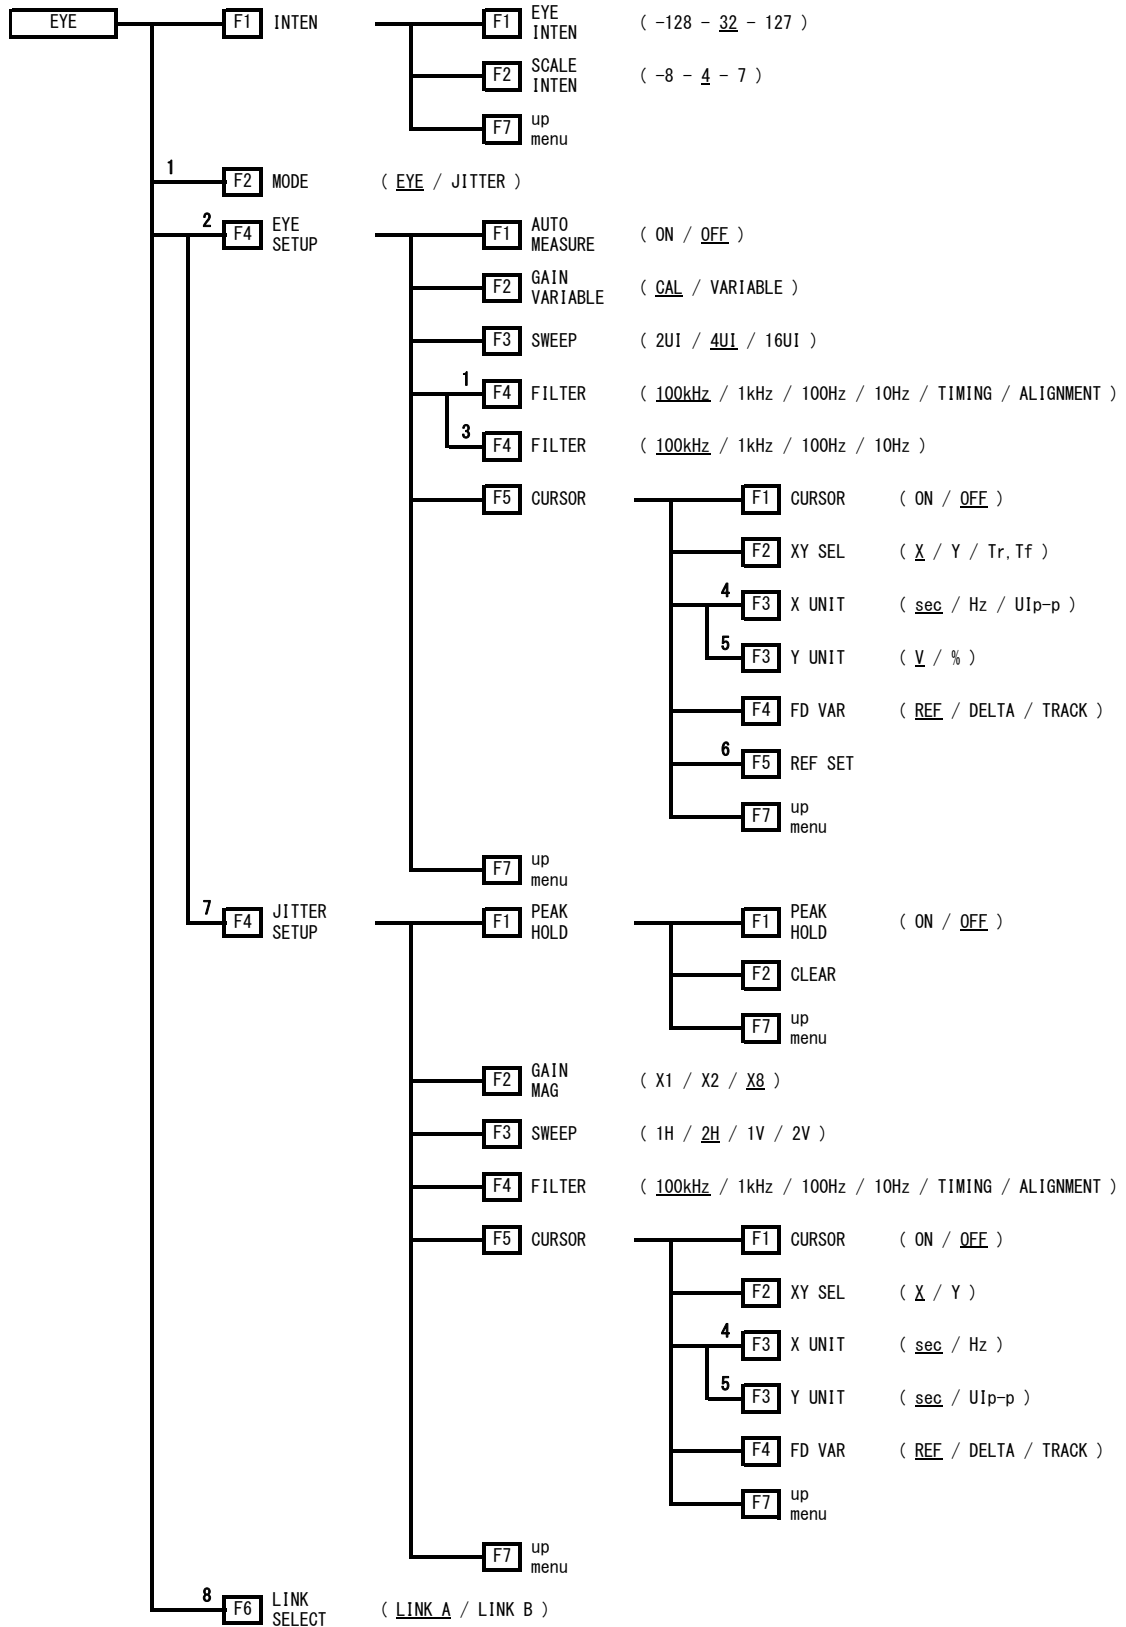 EYE F1 INTEN F1 EYE INTEN ( -128 - 32 - 127 )
F2 SCALE INTEN ( -8 - 4 - 7 )
F7 up menu
1 F2 MODE ( EYE / JITTER )
2 F4 EYE SETUP F1 AUTO MEASURE ( ON / OFF )
F2 GAIN VARIABLE ( CAL / VARIABLE )
F3 SWEEP ( 2UI / 4UI / 16UI )
1 F4 FILTER ( 100kHz / 1kHz / 100Hz / 10Hz / TIMING / ALIGNMENT )
3 F4 FILTER ( 100kHz / 1kHz / 100Hz / 10Hz )
F5 CURSOR F1 CURSOR ( ON / OFF )
F2 XY SEL ( X / Y / Tr,Tf )
4 F3 X UNIT ( sec / Hz / UIp-p )
5 F3 Y UNIT ( V / % )
F4 FD VAR ( REF / DELTA / TRACK )
6 F5 REF SET
F7 up menu
F7 up menu
7 F4 JITTER SETUP F1 PEAK HOLD F1 PEAK HOLD ( ON / OFF )
F2 CLEAR
F7 up menu
F2 GAIN MAG ( X1 / X2 / X8 )
F3 SWEEP ( 1H / 2H / 1V / 2V )
F4 FILTER ( 100kHz / 1kHz / 100Hz / 10Hz / TIMING / ALIGNMENT )
F5 CURSOR F1 CURSOR ( ON / OFF )
F2 XY SEL ( X / Y )
4 F3 X UNIT ( sec / Hz )
5 F3 Y UNIT ( sec / UIp-p )
F4 FD VAR ( REF / DELTA / TRACK )
F7 up menu
F7 up menu
8 F6 LINK SELECT ( LINK A / LINK B )